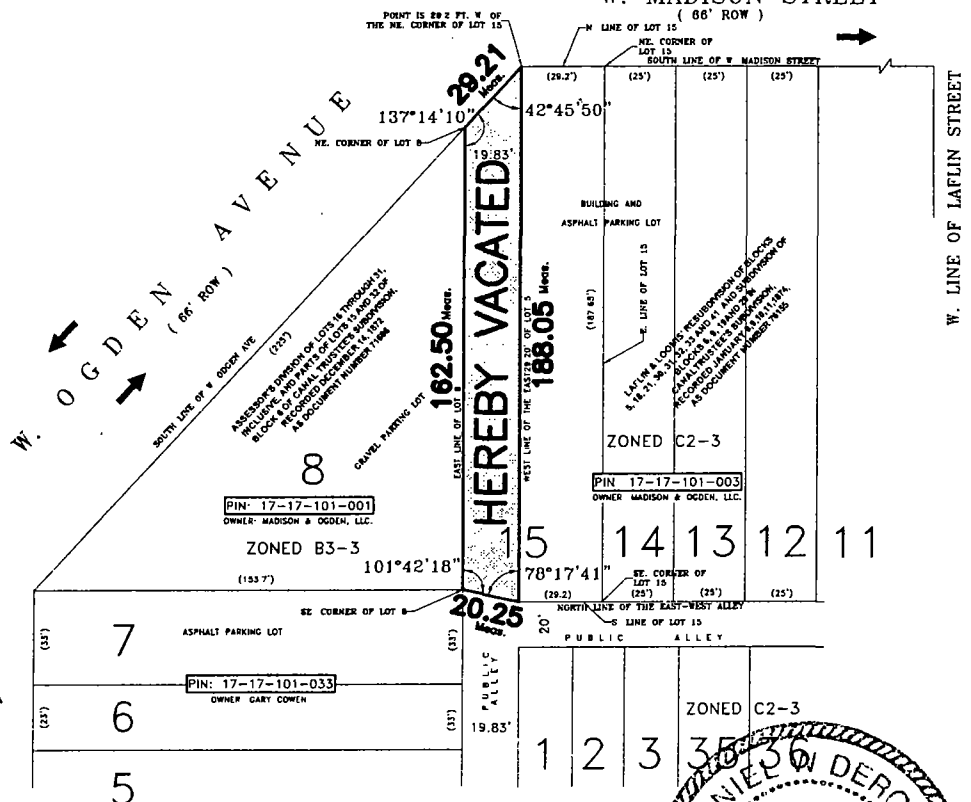 W. MADISON STREET
( 66' ROW )
POINT IS 29 2 FT. W OF
THE NE. CORNER OF LOT 15
N LINE OF LOT 15
NE. CORNER OF
LOT 15
SOUTH LINE OF W MADISON STREET
(29.2') (25') (25') (25')
W. LINE OF LAFLIN STREET
29.21
Meas.
137°14'10"
42°45'50"
NE. CORNER OF LOT 8
19.83'
W. OGDEN AVENUE
( 66' ROW )
SOUTH LINE OF W ODGEN AVE
(225')
ASSESSOR'S DIVISION OF LOTS 16 THROUGH 31,
INCLUSIVE, AND PARTS OF LOTS 15 AND 32 OF
BLOCK 8 OF CANAL TRUSTEE'S SUBDIVISION,
RECORDED DECEMBER 14, 1872
AS DOCUMENT NUMBER
GRAVEL PARKING LOT
162.50 Meas.
EAST LINE OF LOT 8
HEREBY VACATED
WEST LINE OF THE EAST 29 20' OF LOT 5
188.05 Meas.
BUILDING AND
ASPHALT PARKING LOT
(187 65')
E. LINE OF LOT 15
LAFLIN & LOOMIS RESUBDIVISION OF BLOCKS
5, 18, 21, 30, 31, 32, 33 AND 41 AND SUBDIVISION OF
BLOCKS 6, 9, 19 AND 29 IN
CANAL TRUSTEE'S SUBDIVISION,
RECORDED JANUARY 1874,
AS DOCUMENT NUMBER
8
PIN: 17-17-101-001
OWNER- MADISON & OGDEN, LLC.
ZONED B3-3
(153 7')
ZONED C2-3
PIN 17-17-101-003
OWNER MADISON & OGDEN, LLC.
15 14 13 12 11
101°42'18"
78°17'41"
SE. CORNER OF
LOT 15
(29.2) (25') (25') (25')
SE CORNER OF LOT 8
20.25
Meas.
NORTH LINE OF THE EAST-WEST ALLEY
S LINE OF LOT 15
20'
PUBLIC ALLEY
7
ASPHALT PARKING LOT
(33') (33')
PIN: 17-17-101-033
OWNER GARY COWEN
6
(23') (33')
5
PUBLIC
ALLEY
19.83'
ZONED C2-3
1 2 3 35 36